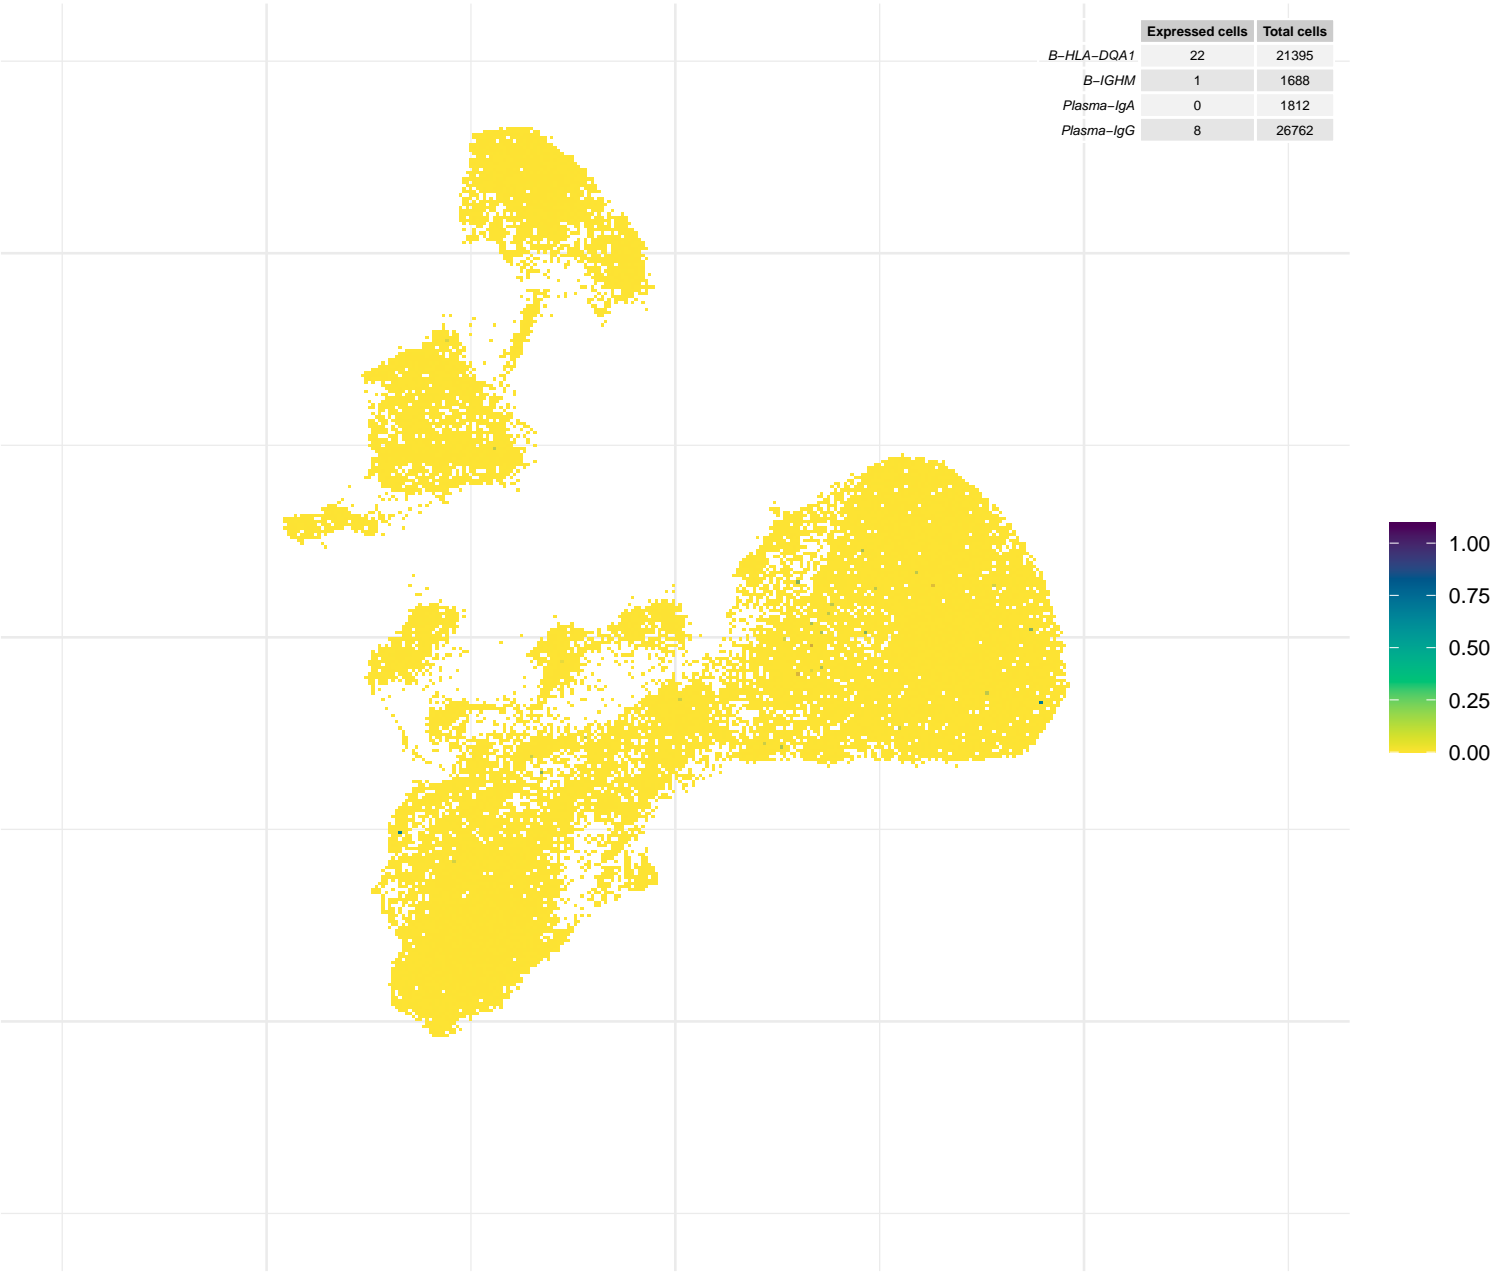 Expressed cells Total cells
B−HLA−DQA1 22 21395
B−IGHM 1 1688
Plasma−IgA 0 1812
Plasma−IgG 8 26762
1.00
0.75
0.50
0.25
0.00